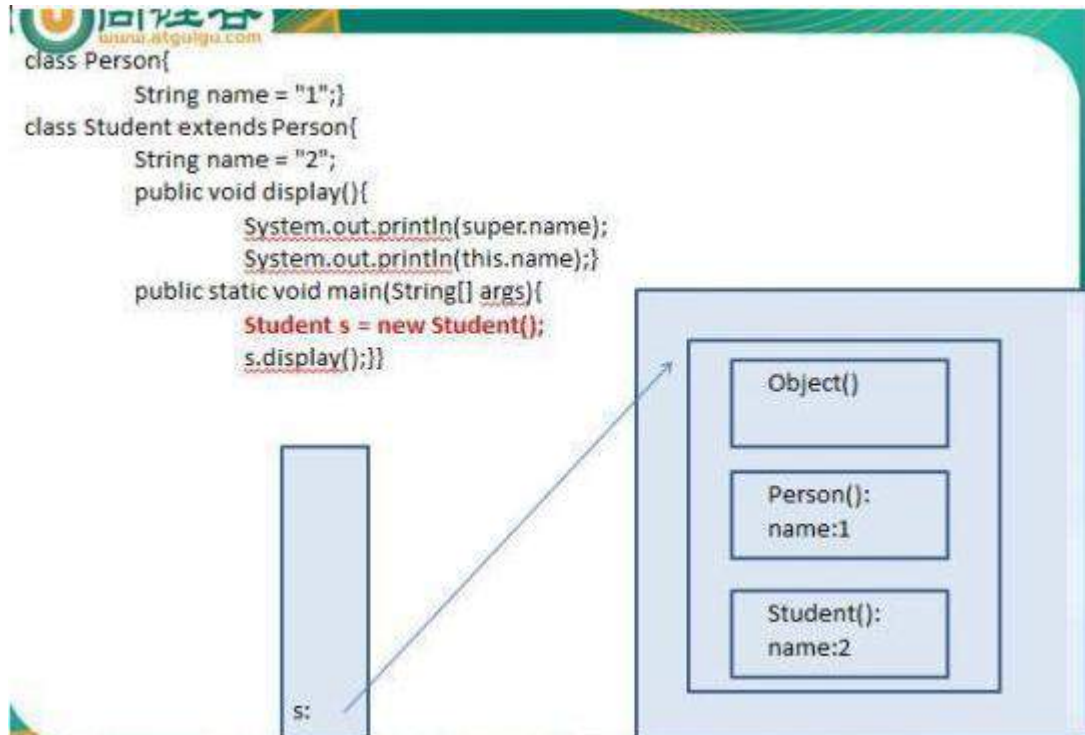 www.atguigu.com
class Person{
String name = "1";}
class Student extends Person{
String name = "2";
public void display(){
System.out.println(super.name);
System.out.println(this.name);}
public static void main(String[] args){
Student s = new Student();
s.display();}}
Object()
Person():
name:1
Student():
name:2
s: